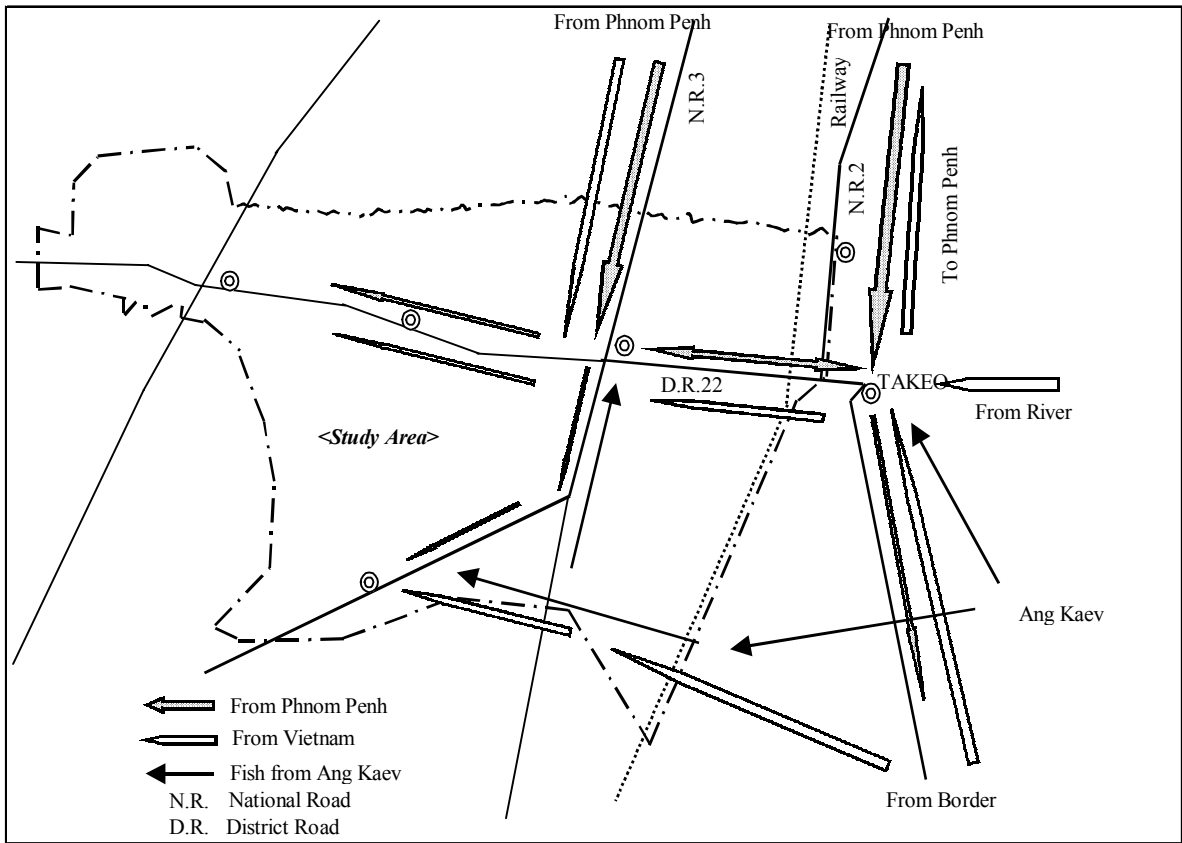 From Phnom Penh
From Phnom Penh
N.R.3
Railway
N.R.2
To Phnom Penh
TAKEO
D.R.22
From River
<Study Area>
Ang Kaev
From Phnom Penh
From Vietnam
Fish from Ang Kaev
N.R. National Road
D.R. District Road
From Border